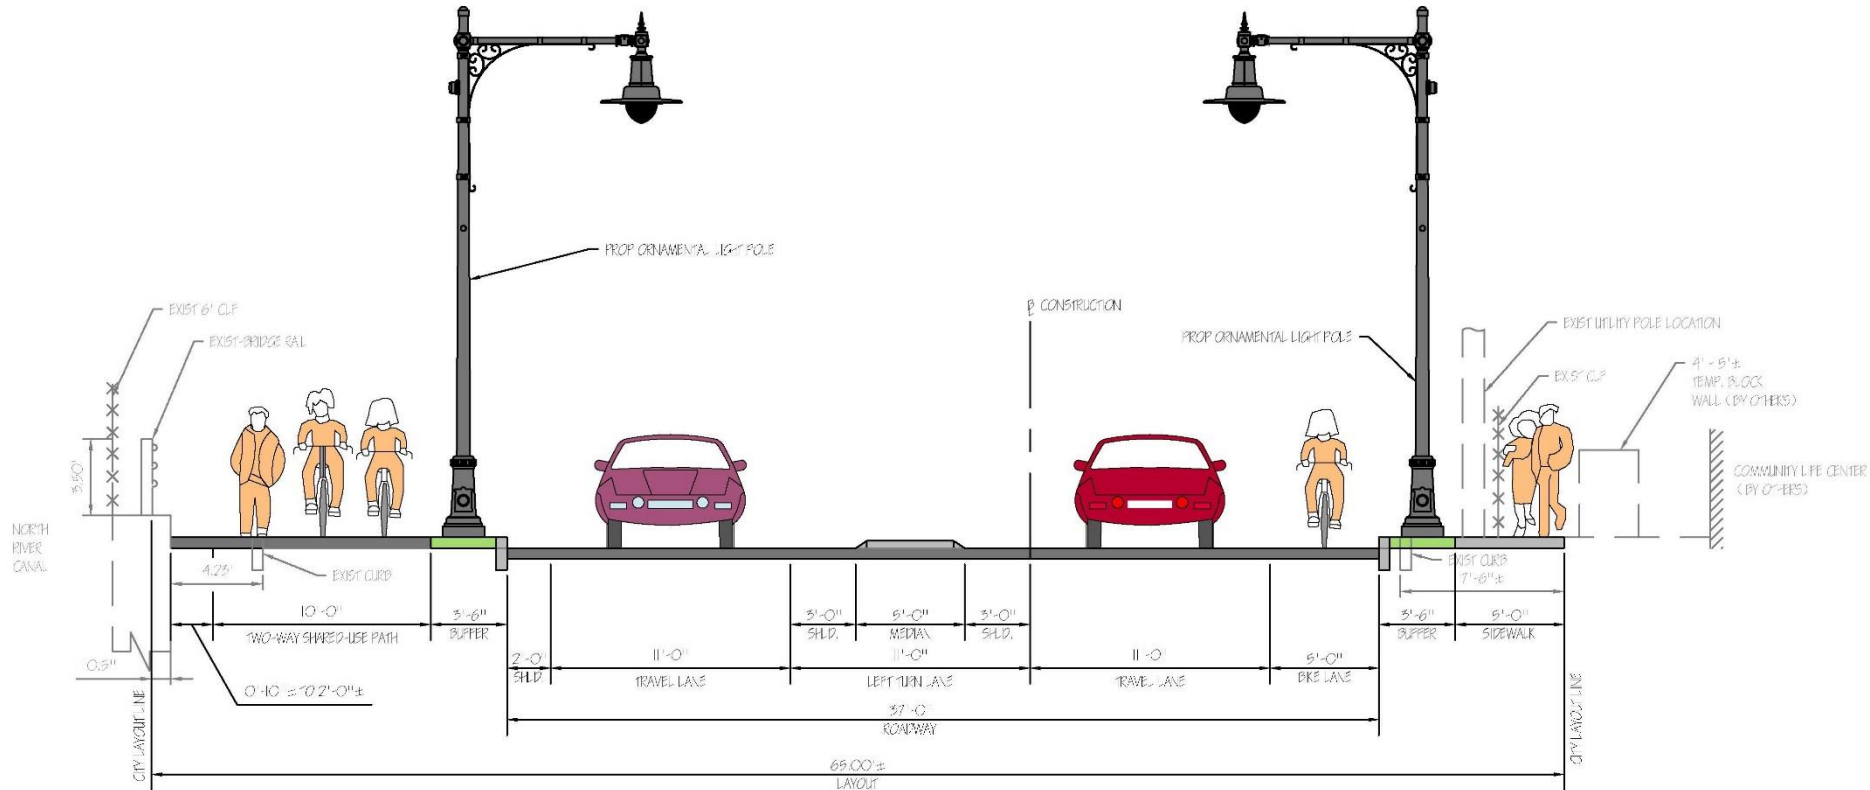 PROP ORNAMENTAL LIGHT POLE
EXIST 6' CLF
EXIST BRIDGE RAIL
℄ CONSTRUCTION
PROP ORNAMENTAL LIGHT POLE
EXIST UTILITY POLE LOCATION
EXIST CLF
4' - 5'±
TEMP. BLOCK
WALL (BY OTHERS)
3.50'
COMMUNITY LIFE CENTER
(BY OTHERS)
NORTH
RIVER
CANAL
4.23'
EXIST CURB
EXIST CURB
7'-6"±
10'-0"
TWO-WAY SHARED-USE PATH
3'-6"
BUFFER
3'-0"
SHLD.
5'-0"
MEDIAN
3'-0"
SHLD.
3'-6"
BUFFER
5'-0"
SIDEWALK
2'-0"
SHLD
11'-0"
TRAVEL LANE
11'-0"
LEFT TURN LANE
11'-0"
TRAVEL LANE
5'-0"
BIKE LANE
0'-10"± TO 2'-0"±
CITY LAYOUT LINE
37'-0
ROADWAY
CITY LAYOUT LINE
65.00'±
LAYOUT